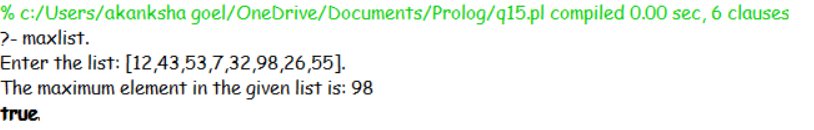 % c:/Users/akanksha goel/OneDrive/Documents/Prolog/q15.pl compiled 0.00 sec, 6 clauses
?- maxlist.
Enter the list: [12,43,53,7,32,98,26,55].
The maximum element in the given list is: 98
true.